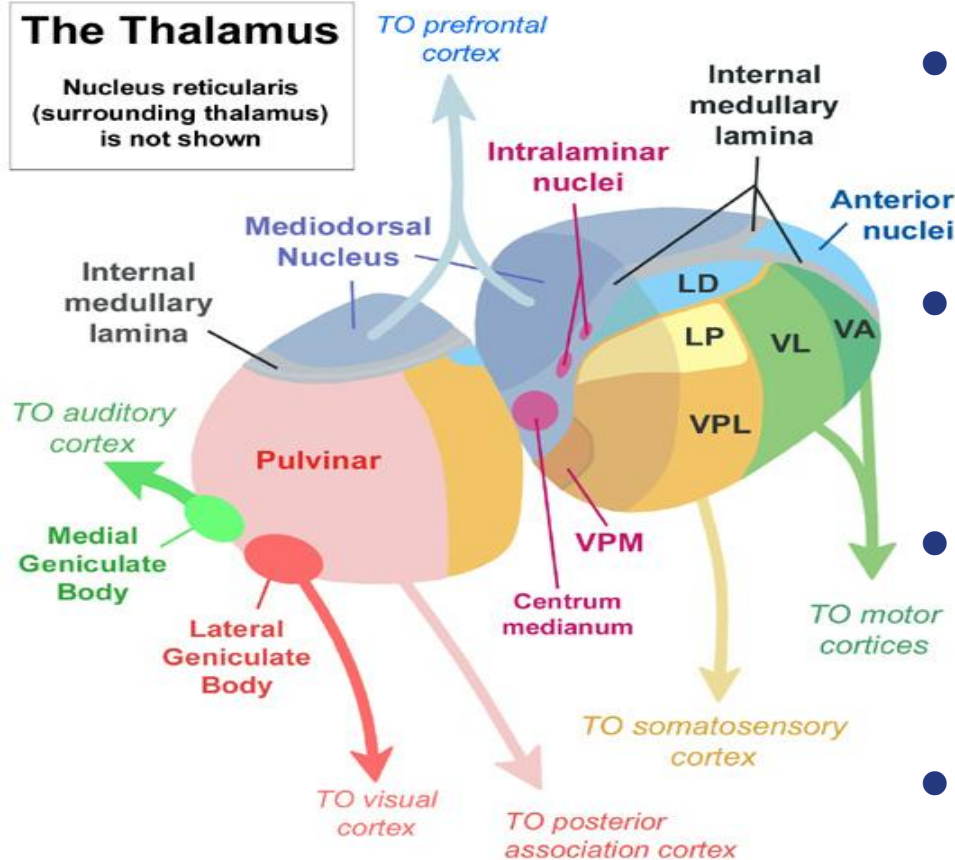 The Thalamus
Nucleus reticularis
(surrounding thalamus)
is not shown
TO prefrontal
cortex
Internal
medullary
lamina
Intralaminar
nuclei
Anterior
nuclei
Mediodorsal
Nucleus
Internal
medullary
lamina
LD
LP
VL
VA
VPL
TO auditory
cortex
Pulvinar
Medial
Geniculate
Body
VPM
Centrum
medianum
Lateral
Geniculate
Body
TO motor
cortices
TO somatosensory
cortex
TO visual
cortex
TO posterior
association cortex